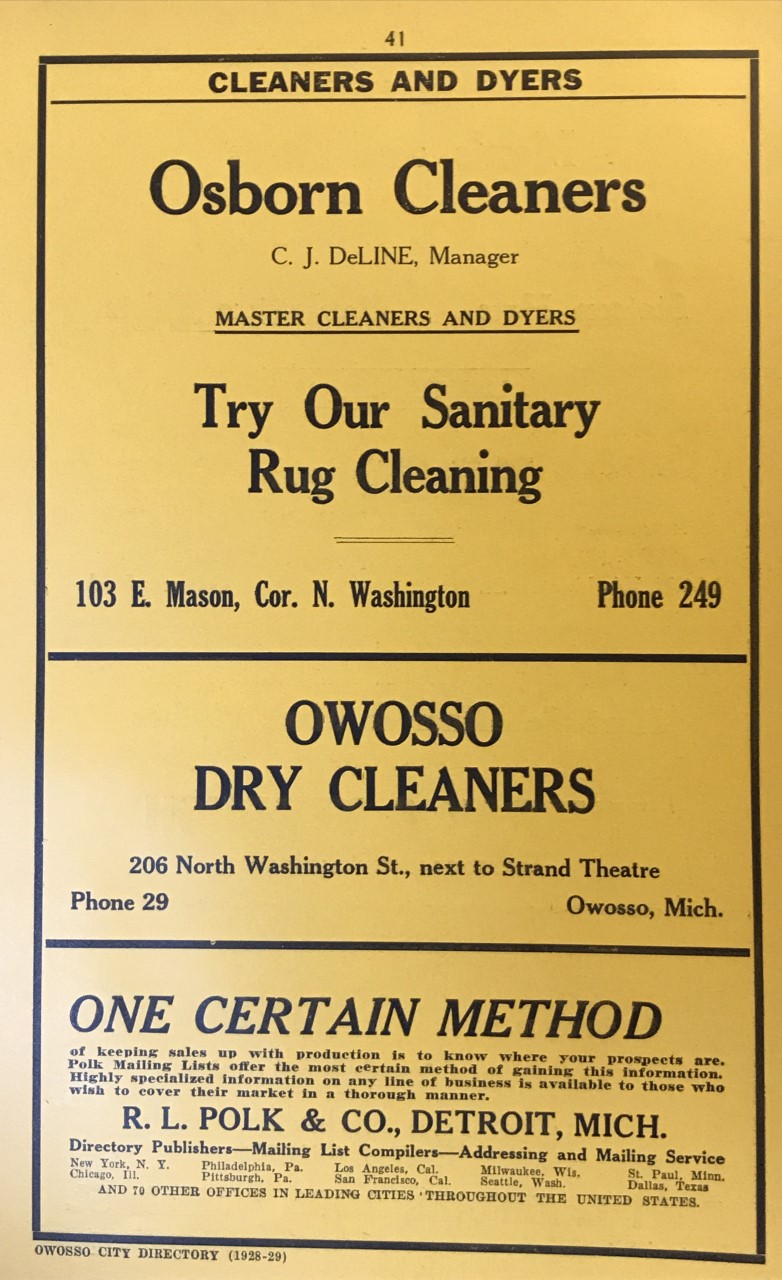 41
CLEANERS AND DYERS
Osborn Cleaners
C. J. DeLINE, Manager
MASTER CLEANERS AND DYERS
Try Our Sanitary
Rug Cleaning
103 E. Mason, Cor. N. Washington Phone 249
OWOSSO
DRY CLEANERS
206 North Washington St., next to Strand Theatre
Phone 29 Owosso, Mich.
ONE CERTAIN METHOD
of keeping sales up with production is to know where your prospects are.
Polk Mailing Lists offer the most certain method of gaining this information.
Highly specialized information on any line of business is available to those who
wish to cover their market in a thorough manner.
R. L. POLK & CO., DETROIT, MICH.
Directory Publishers—Mailing List Compilers—Addressing and Mailing Service
New York, N. Y. Philadelphia, Pa. Los Angeles, Cal. Milwaukee, Wis. St. Paul, Minn.
Chicago, Ill. Pittsburgh, Pa. San Francisco, Cal. Seattle, Wash. Dallas, Texas
AND 70 OTHER OFFICES IN LEADING CITIES THROUGHOUT THE UNITED STATES.
OWOSSO CITY DIRECTORY (1928-29)